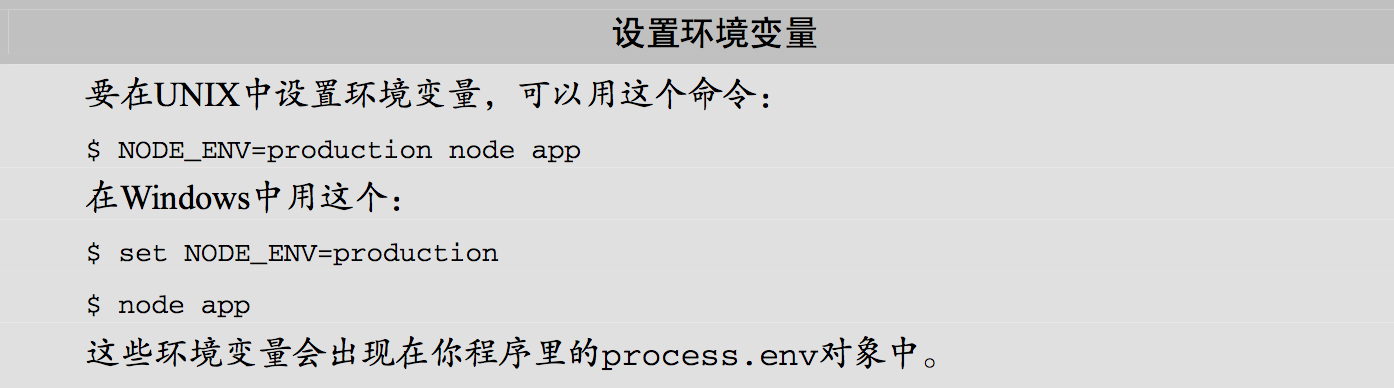 设置环境变量
要在UNIX中设置环境变量，可以用这个命令：
$ NODE_ENV=production node app
在Windows中用这个：
$ set NODE_ENV=production
$ node app
这些环境变量会出现在你程序里的process.env对象中。